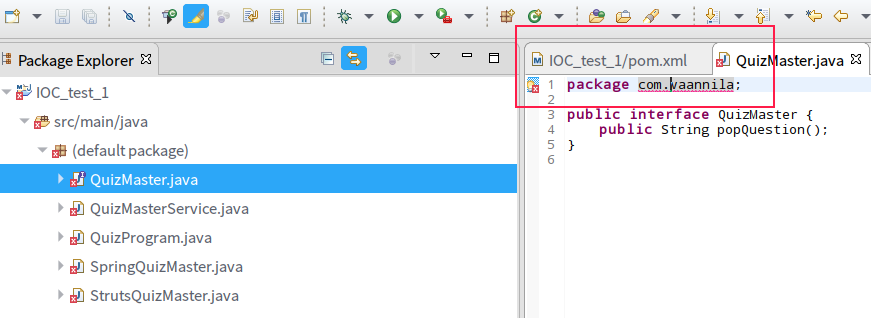 Package Explorer
IOC_test_1
src/main/java
(default package)
QuizMaster.java
QuizMasterService.java
QuizProgram.java
SpringQuizMaster.java
StrutsQuizMaster.java
IOC_test_1/pom.xml
QuizMaster.java
1 package com.vaannila;
2
3 public interface QuizMaster {
4 public String popQuestion();
5 }
6